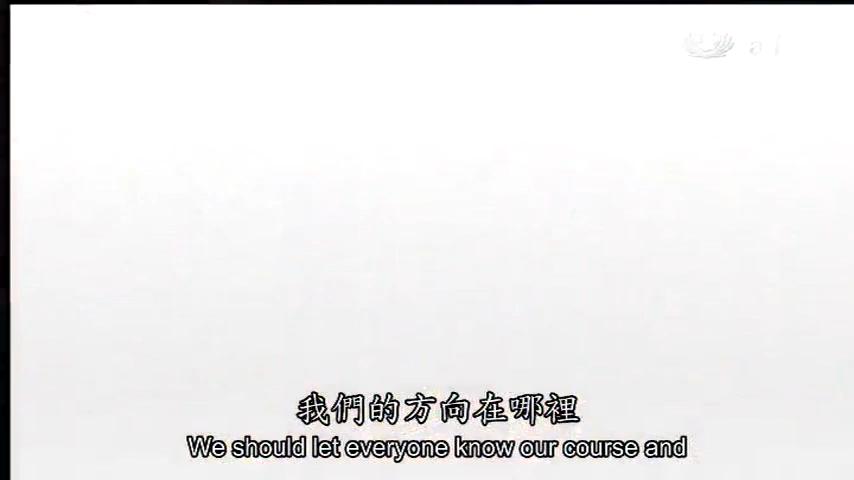 我們的方向在哪裡
We should let everyone know our course and